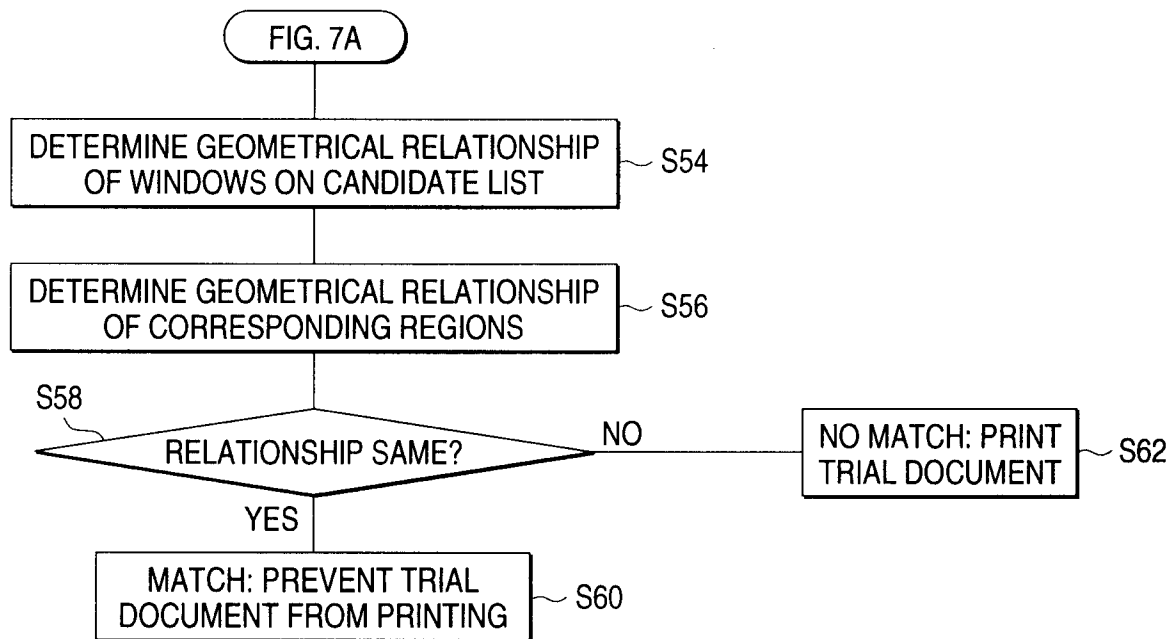 FIG. 7A
DETERMINE GEOMETRICAL RELATIONSHIP
OF WINDOWS ON CANDIDATE LIST
S54
DETERMINE GEOMETRICAL RELATIONSHIP
OF CORRESPONDING REGIONS
S56
S58
RELATIONSHIP SAME?
NO
NO MATCH: PRINT
TRIAL DOCUMENT
S62
YES
MATCH: PREVENT TRIAL
DOCUMENT FROM PRINTING
S60